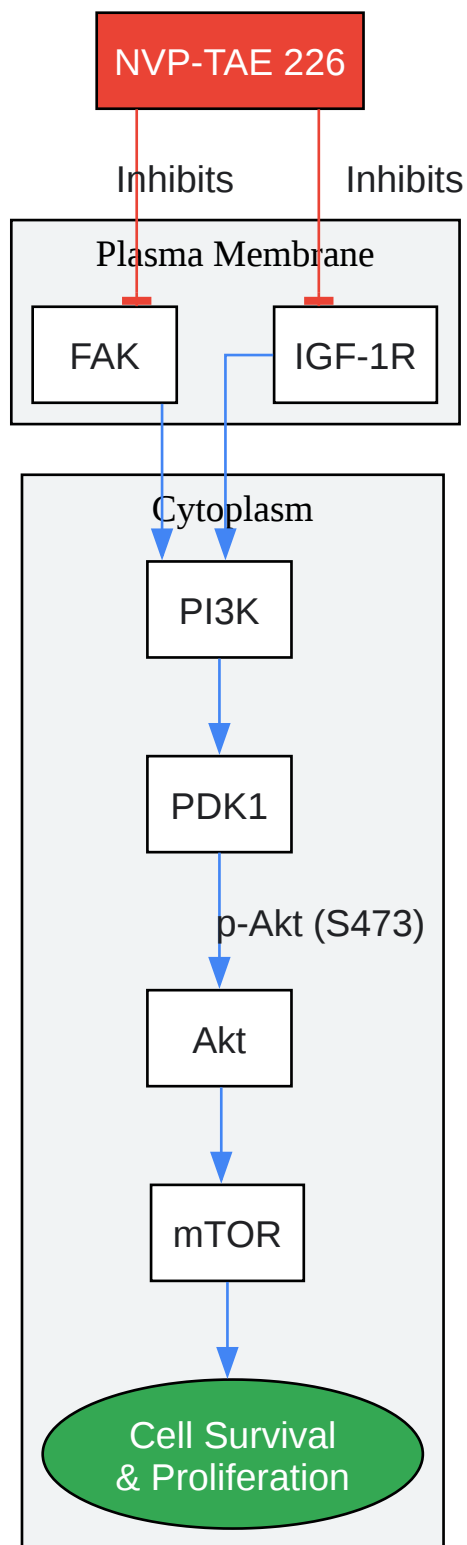 NVP-TAE 226
Inhibits
Inhibits
Plasma Membrane
FAK
IGF-1R
Cytoplasm
PI3K
PDK1
p-Akt (S473)
Akt
mTOR
Cell Survival
& Proliferation